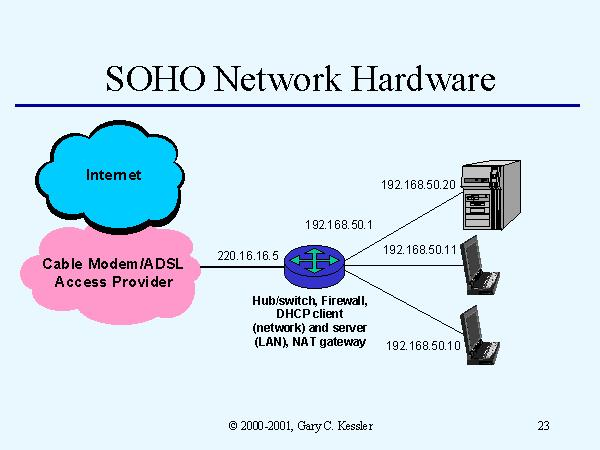 SOHO Network Hardware
Internet
192.168.50.20
192.168.50.1
Cable Modem/ADSL
Access Provider
220.16.16.5
192.168.50.11
Hub/switch, Firewall,
DHCP client
(network) and server
(LAN), NAT gateway
192.168.50.10
© 2000-2001, Gary C. Kessler
23